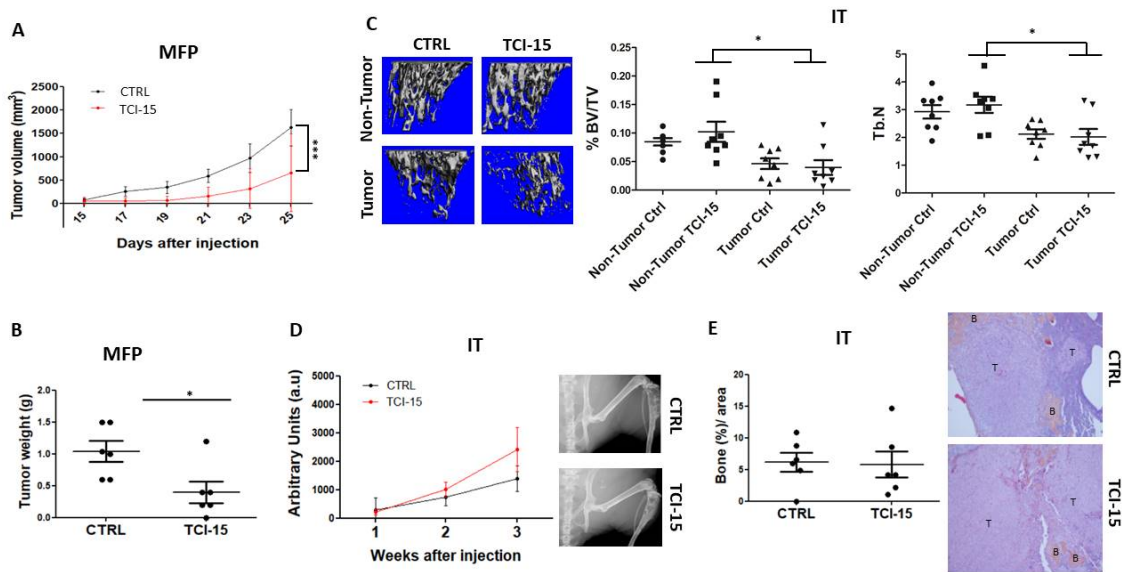 A
MFP
Tumor volume (mm3)
2500
2000
1500
1000
500
0
CTRL
TCI-15
***
15
17
19
21
23
25
Days after injection
C
CTRL
TCI-15
Non-Tumor
Tumor
IT
% BV/TV
0.25
0.20
0.15
0.10
0.05
0.00
*
Non-Tumor Ctrl
Non-Tumor TCI-15
Tumor Ctrl
Tumor TCI-15
Tb.N
5
4
3
2
1
0
*
Non-Tumor Ctrl
Non-Tumor TCI-15
Tumor Ctrl
Tumor TCI-15
B
MFP
Tumor weight (g)
2.0
1.5
1.0
0.5
0.0
*
CTRL
TCI-15
D
IT
Arbitrary Units (a.u)
5000
4000
3000
2000
1000
0
CTRL
TCI-15
1
2
3
Weeks after injection
CTRL
TCI-15
E
IT
Bone (%)/ area
20
15
10
5
0
CTRL
TCI-15
B
T
T
B
CTRL
T
T
B
B
TCI-15